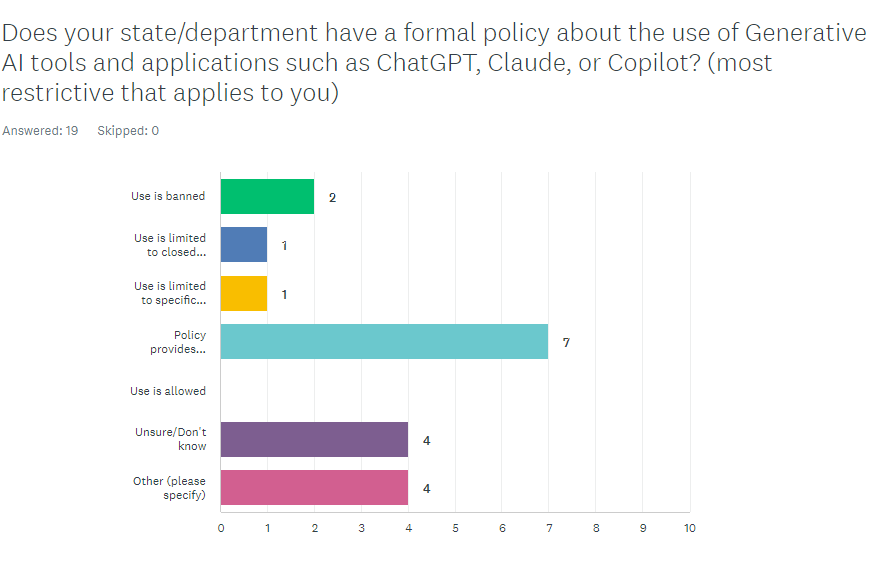 Does your state/department have a formal policy about the use of Generative
AI tools and applications such as ChatGPT, Claude, or Copilot? (most
restrictive that applies to you)
Answered: 19 Skipped: 0
Use is banned
2
Use is limited
to closed...
1
Use is limited
to specific...
1
Policy
provides...
7
Use is allowed
Unsure/Don't
know
4
Other (please
specify)
4
0 1 2 3 4 5 6 7 8 9 10